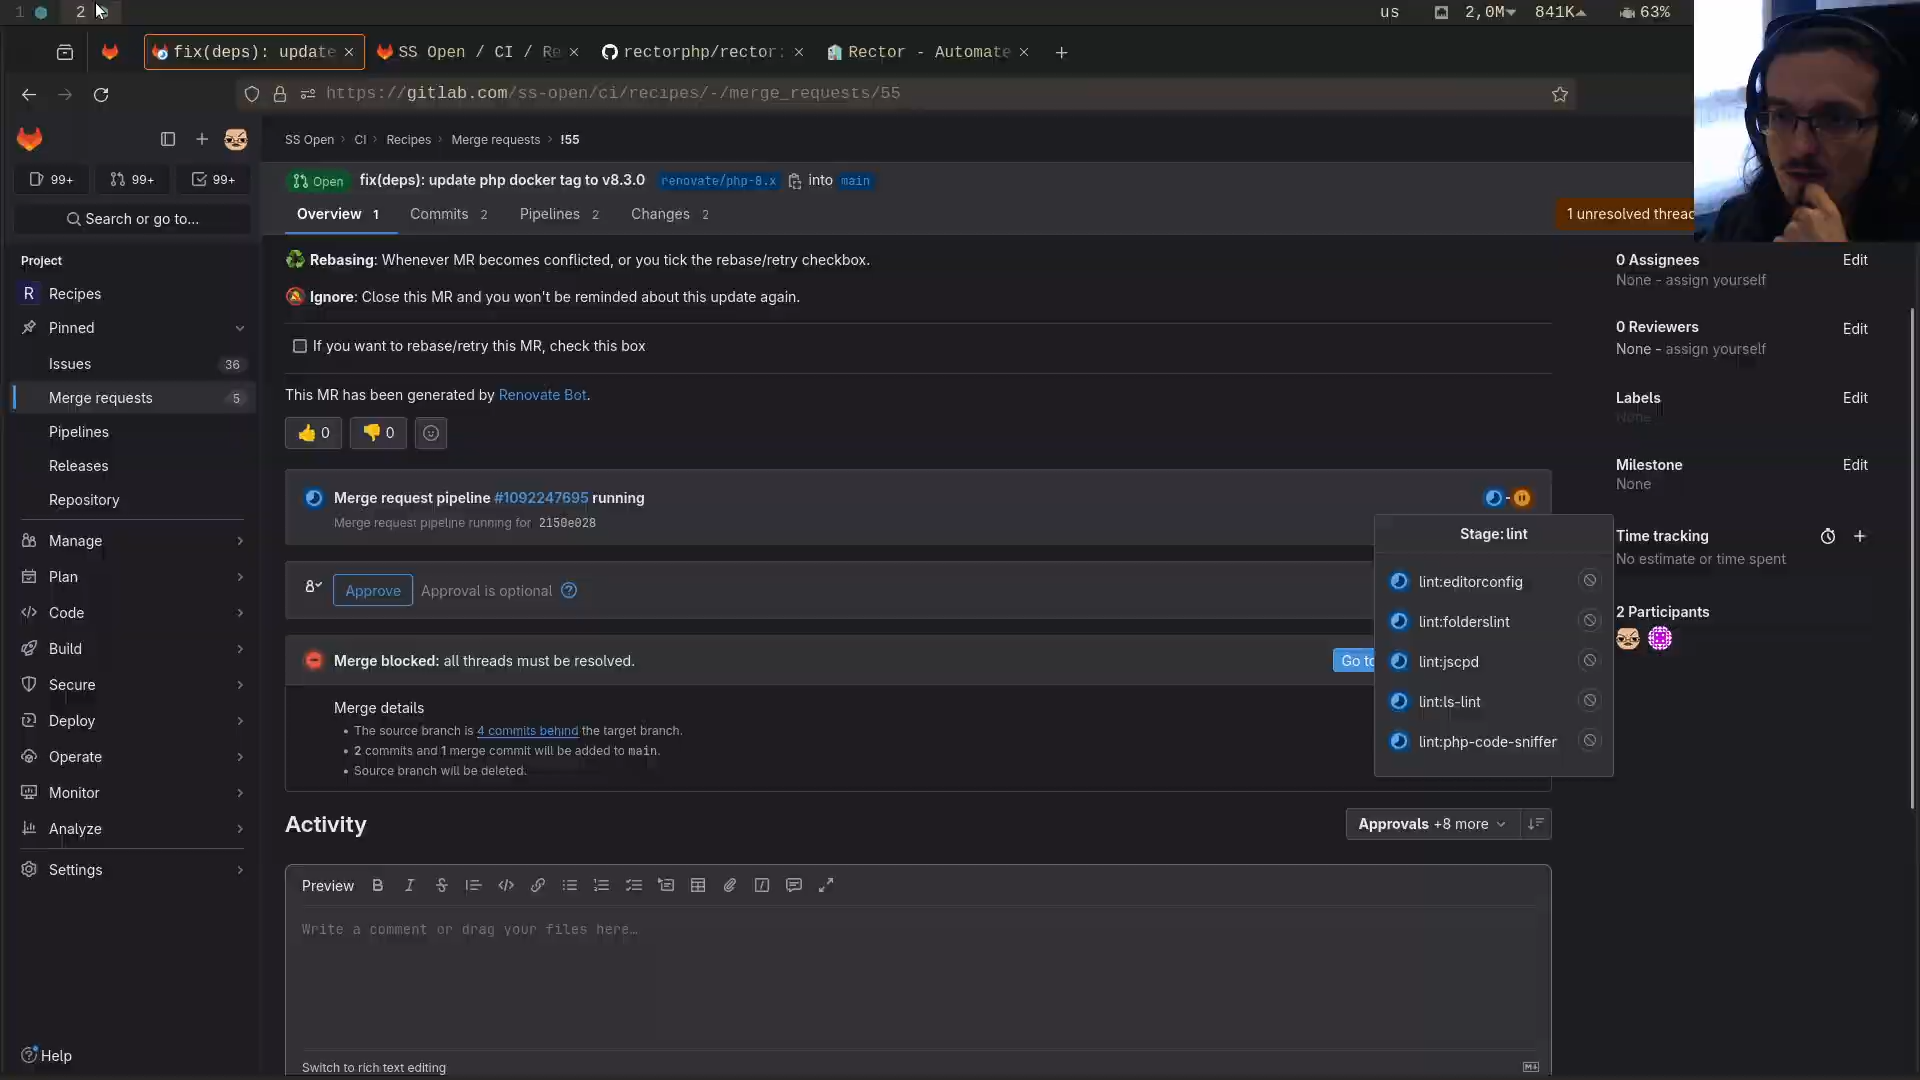 1
2
us
2,0M
841K
63%
fix(deps): update
SS Open / CI / Re
rectorphp/rector:
Rector - Automate
https://gitlab.com/ss-open/ci/recipes/-/merge_requests/55
SS Open
CI
Recipes
Merge requests
!55
99+
99+
99+
Search or go to...
Open
fix(deps): update php docker tag to v8.3.0
renovate/php-8.x
into
main
Overview 1
Commits 2
Pipelines 2
Changes 2
1 unresolved thread
Project
R
Recipes
Pinned
Issues
36
Merge requests
5
Pipelines
Releases
Repository
Manage
Plan
Code
Build
Secure
Deploy
Operate
Monitor
Analyze
Settings
Help
Rebasing: Whenever MR becomes conflicted, or you tick the rebase/retry checkbox.
Ignore: Close this MR and you won't be reminded about this update again.
If you want to rebase/retry this MR, check this box
This MR has been generated by Renovate Bot.
0
0
Merge request pipeline #1092247695 running
Merge request pipeline running for 2150e028
Approve
Approval is optional
Merge blocked: all threads must be resolved.
Go to
Merge details
The source branch is 4 commits behind the target branch.
2 commits and 1 merge commit will be added to main.
Source branch will be deleted.
Stage: lint
lint:editorconfig
lint:folderslint
lint:jscpd
lint:ls-lint
lint:php-code-sniffer
Activity
Approvals +8 more
Preview
Write a comment or drag your files here…
Switch to rich text editing
0 Assignees
Edit
None - assign yourself
0 Reviewers
Edit
None - assign yourself
Labels
Edit
None
Milestone
Edit
None
Time tracking
No estimate or time spent
2 Participants